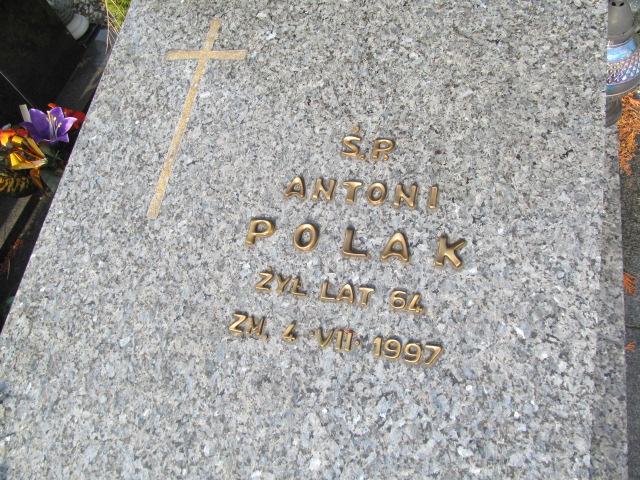 Ś.P.
ANTONI
POLAK
ŻYŁ LAT 64
ZM. 4·VII·1997